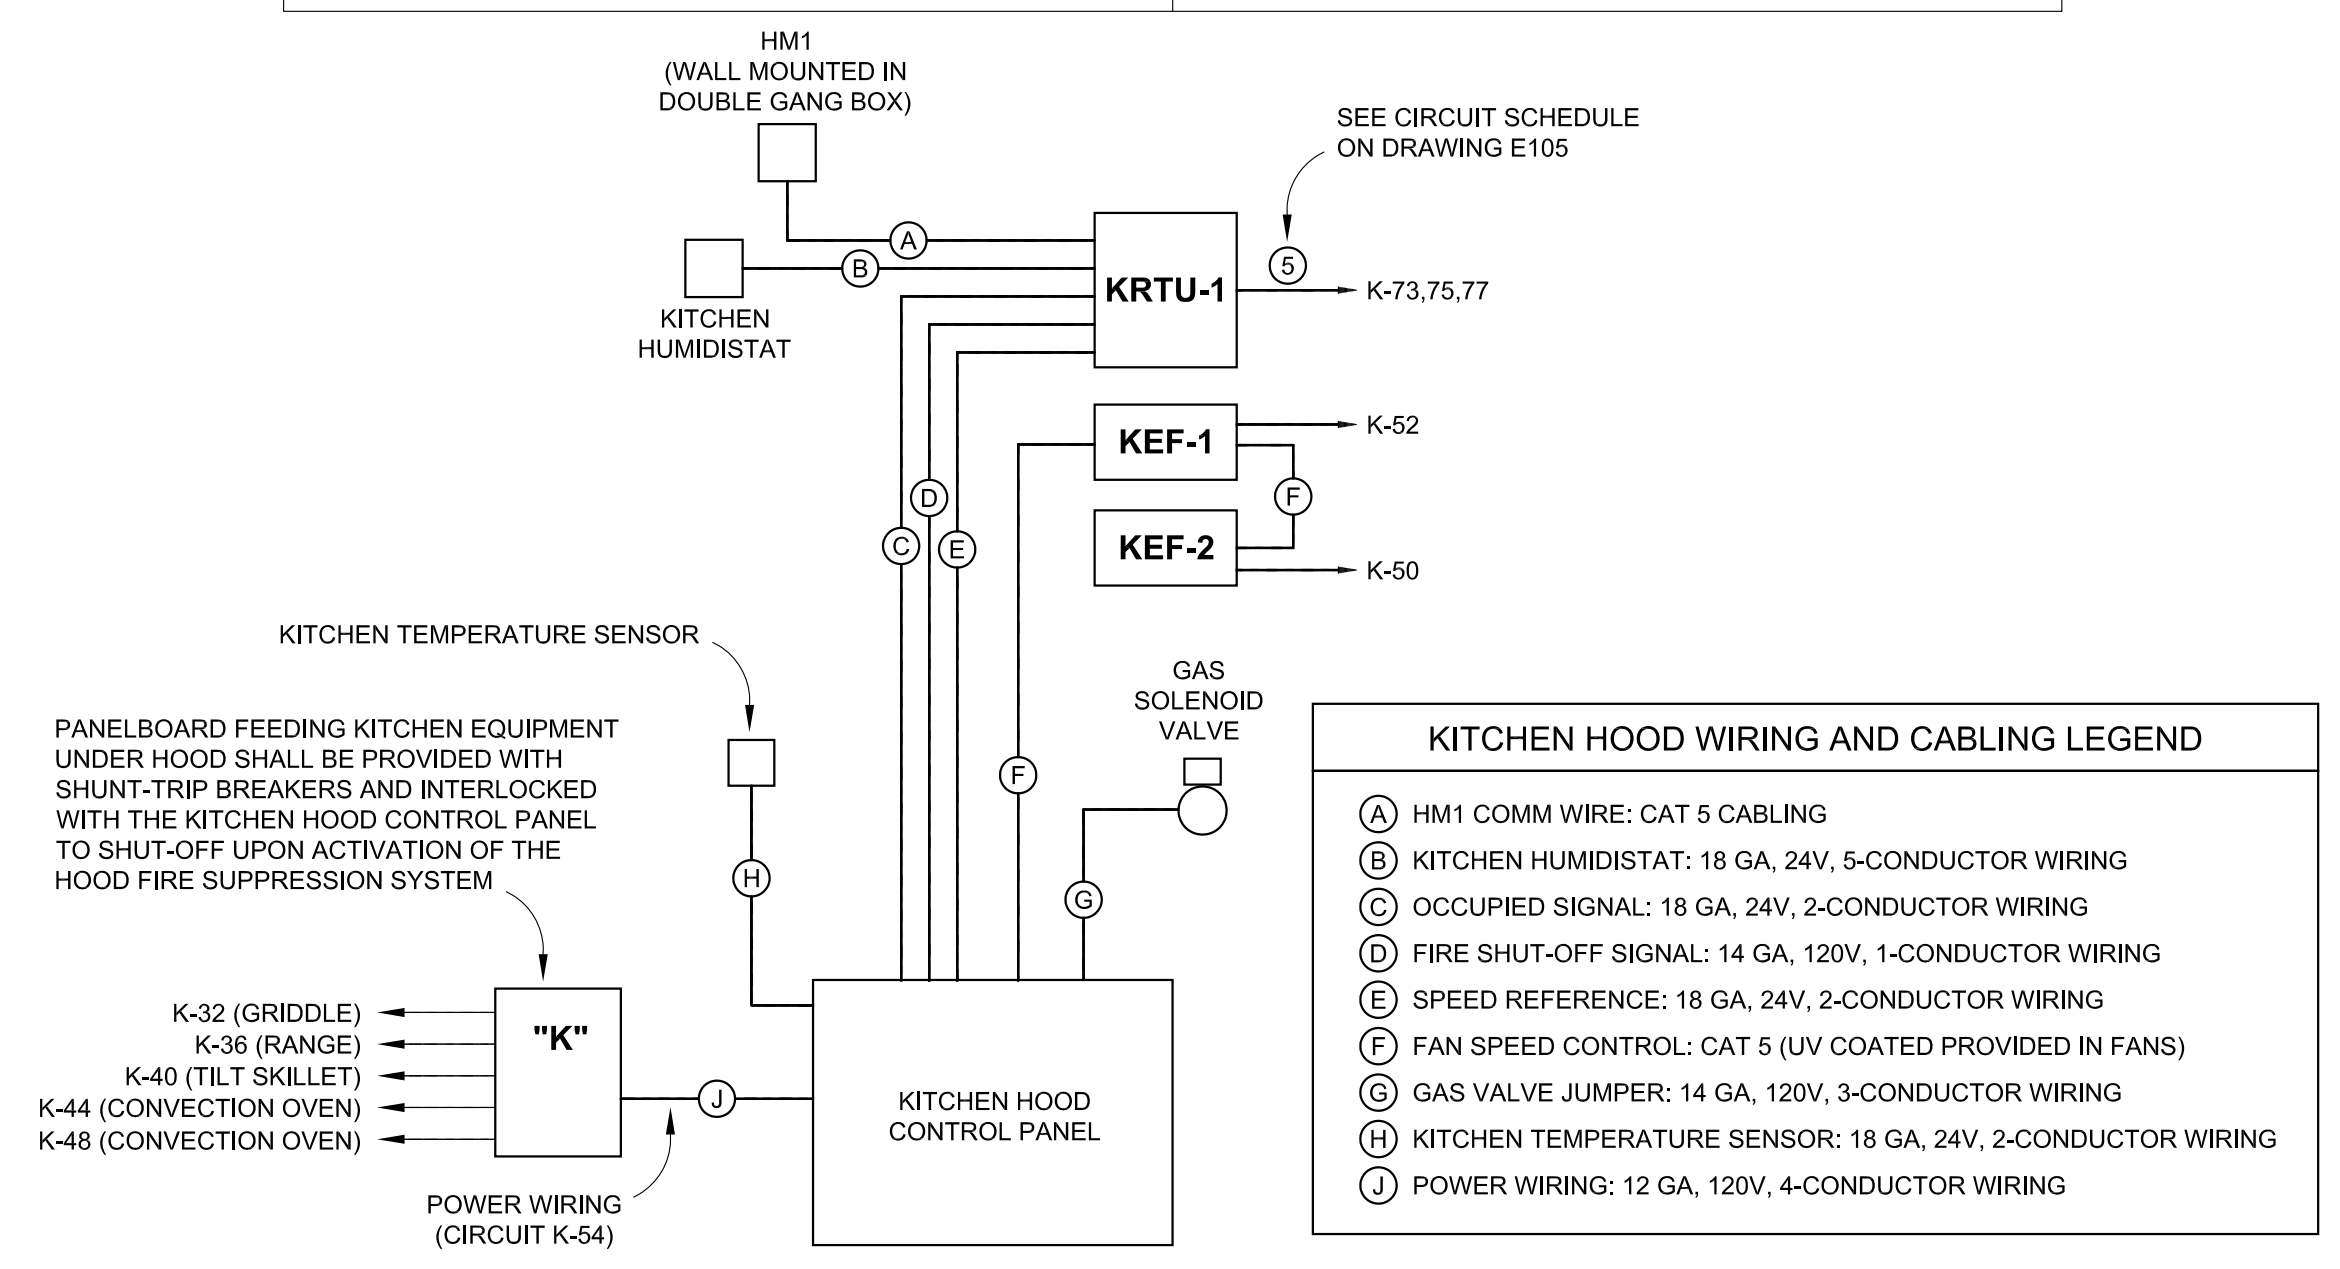 HM1
(WALL MOUNTED IN
DOUBLE GANG BOX)
SEE CIRCUIT SCHEDULE
ON DRAWING E105
A
B
KRTU-1
5
K-73,75,77
KITCHEN
HUMIDISTAT
KEF-1
K-52
F
D
C
E
KEF-2
K-50
KITCHEN TEMPERATURE SENSOR
GAS
SOLENOID
VALVE
PANELBOARD FEEDING KITCHEN EQUIPMENT
UNDER HOOD SHALL BE PROVIDED WITH
SHUNT-TRIP BREAKERS AND INTERLOCKED
WITH THE KITCHEN HOOD CONTROL PANEL
TO SHUT-OFF UPON ACTIVATION OF THE
HOOD FIRE SUPPRESSION SYSTEM
F
H
G
K-32 (GRIDDLE)
K-36 (RANGE)
K-40 (TILT SKILLET)
K-44 (CONVECTION OVEN)
K-48 (CONVECTION OVEN)
"K"
J
KITCHEN HOOD
CONTROL PANEL
POWER WIRING
(CIRCUIT K-54)
KITCHEN HOOD WIRING AND CABLING LEGEND
A HM1 COMM WIRE: CAT 5 CABLING
B KITCHEN HUMIDISTAT: 18 GA, 24V, 5-CONDUCTOR WIRING
C OCCUPIED SIGNAL: 18 GA, 24V, 2-CONDUCTOR WIRING
D FIRE SHUT-OFF SIGNAL: 14 GA, 120V, 1-CONDUCTOR WIRING
E SPEED REFERENCE: 18 GA, 24V, 2-CONDUCTOR WIRING
F FAN SPEED CONTROL: CAT 5 (UV COATED PROVIDED IN FANS)
G GAS VALVE JUMPER: 14 GA, 120V, 3-CONDUCTOR WIRING
H KITCHEN TEMPERATURE SENSOR: 18 GA, 24V, 2-CONDUCTOR WIRING
J POWER WIRING: 12 GA, 120V, 4-CONDUCTOR WIRING